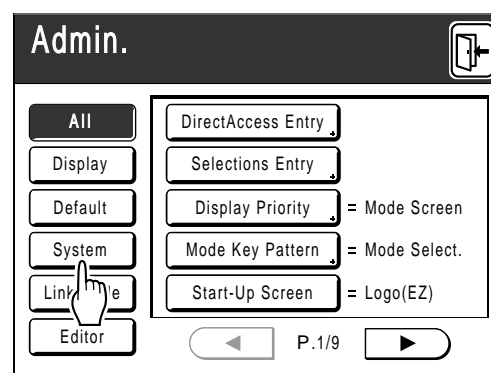 Admin.
All
DirectAccess Entry
Display
Selections Entry
Default
Display Priority = Mode Screen
System
Mode Key Pattern = Mode Select.
Start-Up Screen = Logo(EZ)
Editor
P.1/9